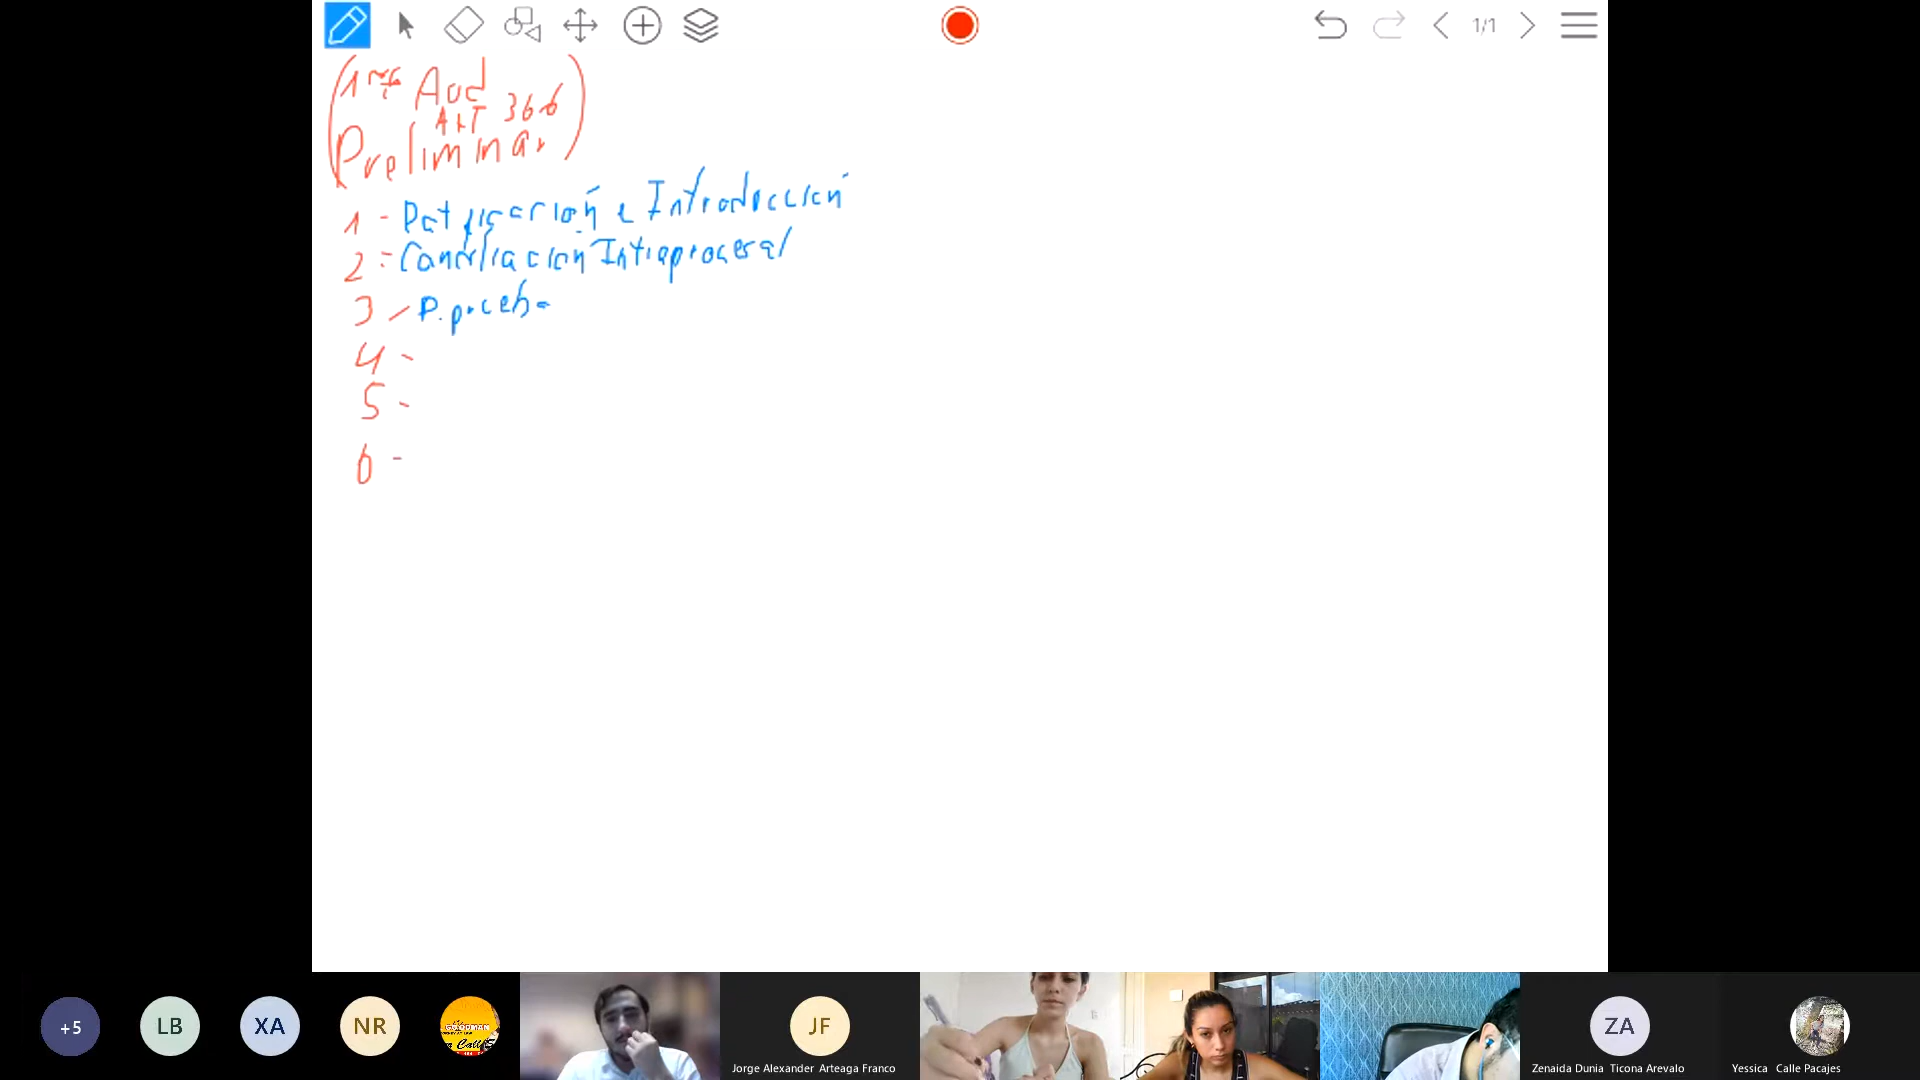 1/1
1ra Aud
Art 366
Preliminar
1 - Ratificación e Introducción
2 - Conciliación Intraprocesal
3 - P. prueba
4 -
5 -
6 -
+5
LB
XA
NR
GOODMAN
JF
Jorge Alexander Arteaga Franco
ZA
Zenaida Dunia Ticona Arevalo
Yessica Calle Pacajes